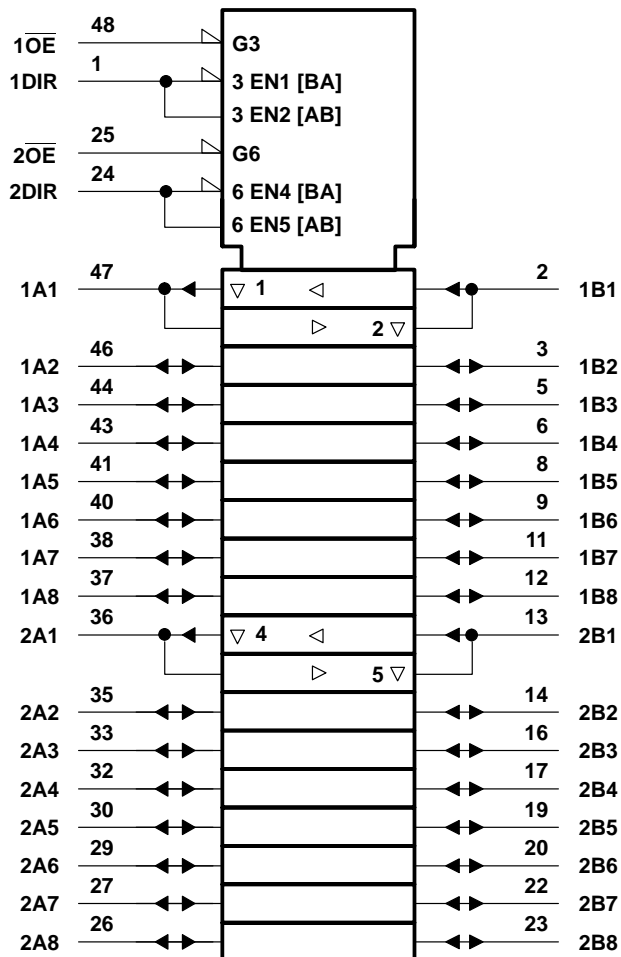 48
1O̅E̅ G3
1
1DIR 3 EN1 [BA]
3 EN2 [AB]
25
2O̅E̅ G6
24
2DIR 6 EN4 [BA]
6 EN5 [AB]
47 2
1A1 1 1B1
2
46 3
1A2 1B2
44 5
1A3 1B3
43 6
1A4 1B4
41 8
1A5 1B5
40 9
1A6 1B6
38 11
1A7 1B7
37 12
1A8 1B8
36 13
2A1 4 2B1
5
35 14
2A2 2B2
33 16
2A3 2B3
32 17
2A4 2B4
30 19
2A5 2B5
29 20
2A6 2B6
27 22
2A7 2B7
26 23
2A8 2B8